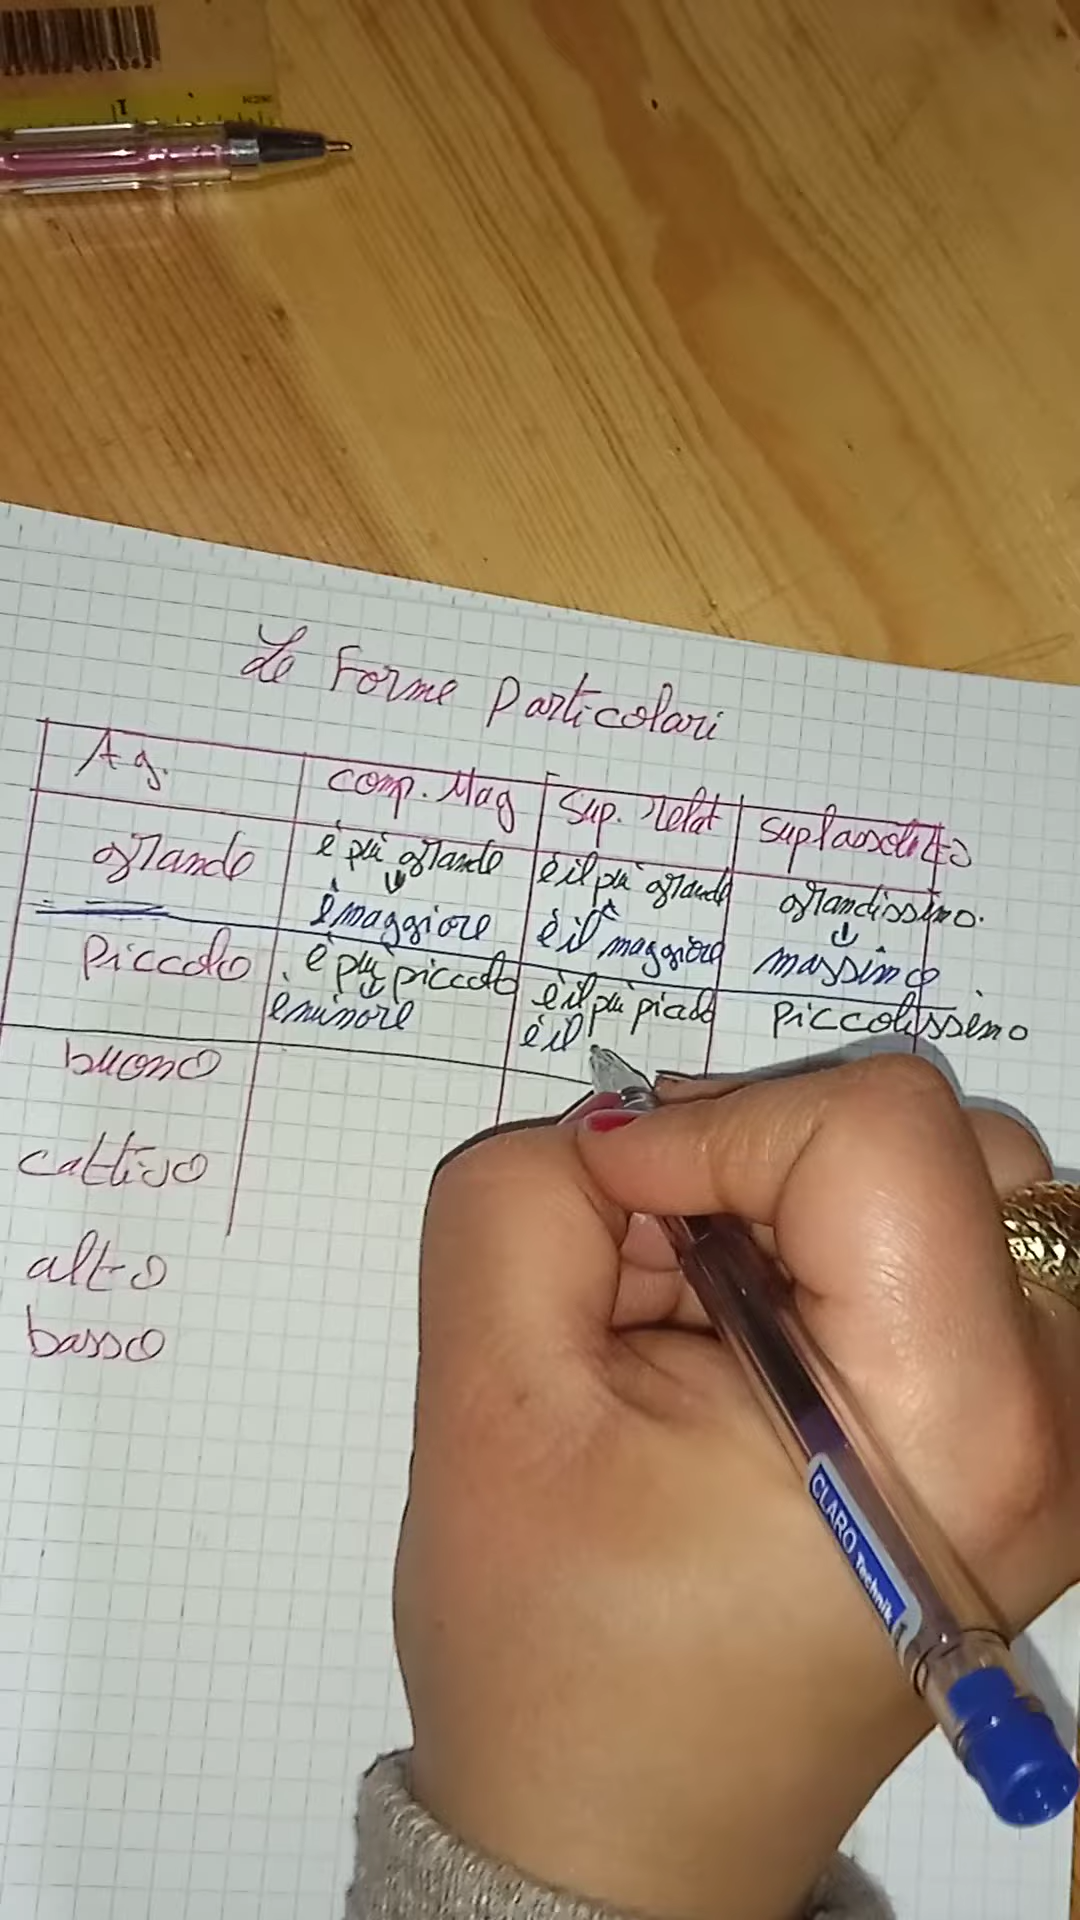 Le Forme Particolari
Ag. comp. Mag Sup. Relat sup assoluto
grande è più grande è il più grande grandissimo.
è maggiore è il maggiore massimo
Piccolo è più piccolo è il più piccolo Piccolissimo
è minore è il
buono
cattivo
alto
basso
CLARO Technik